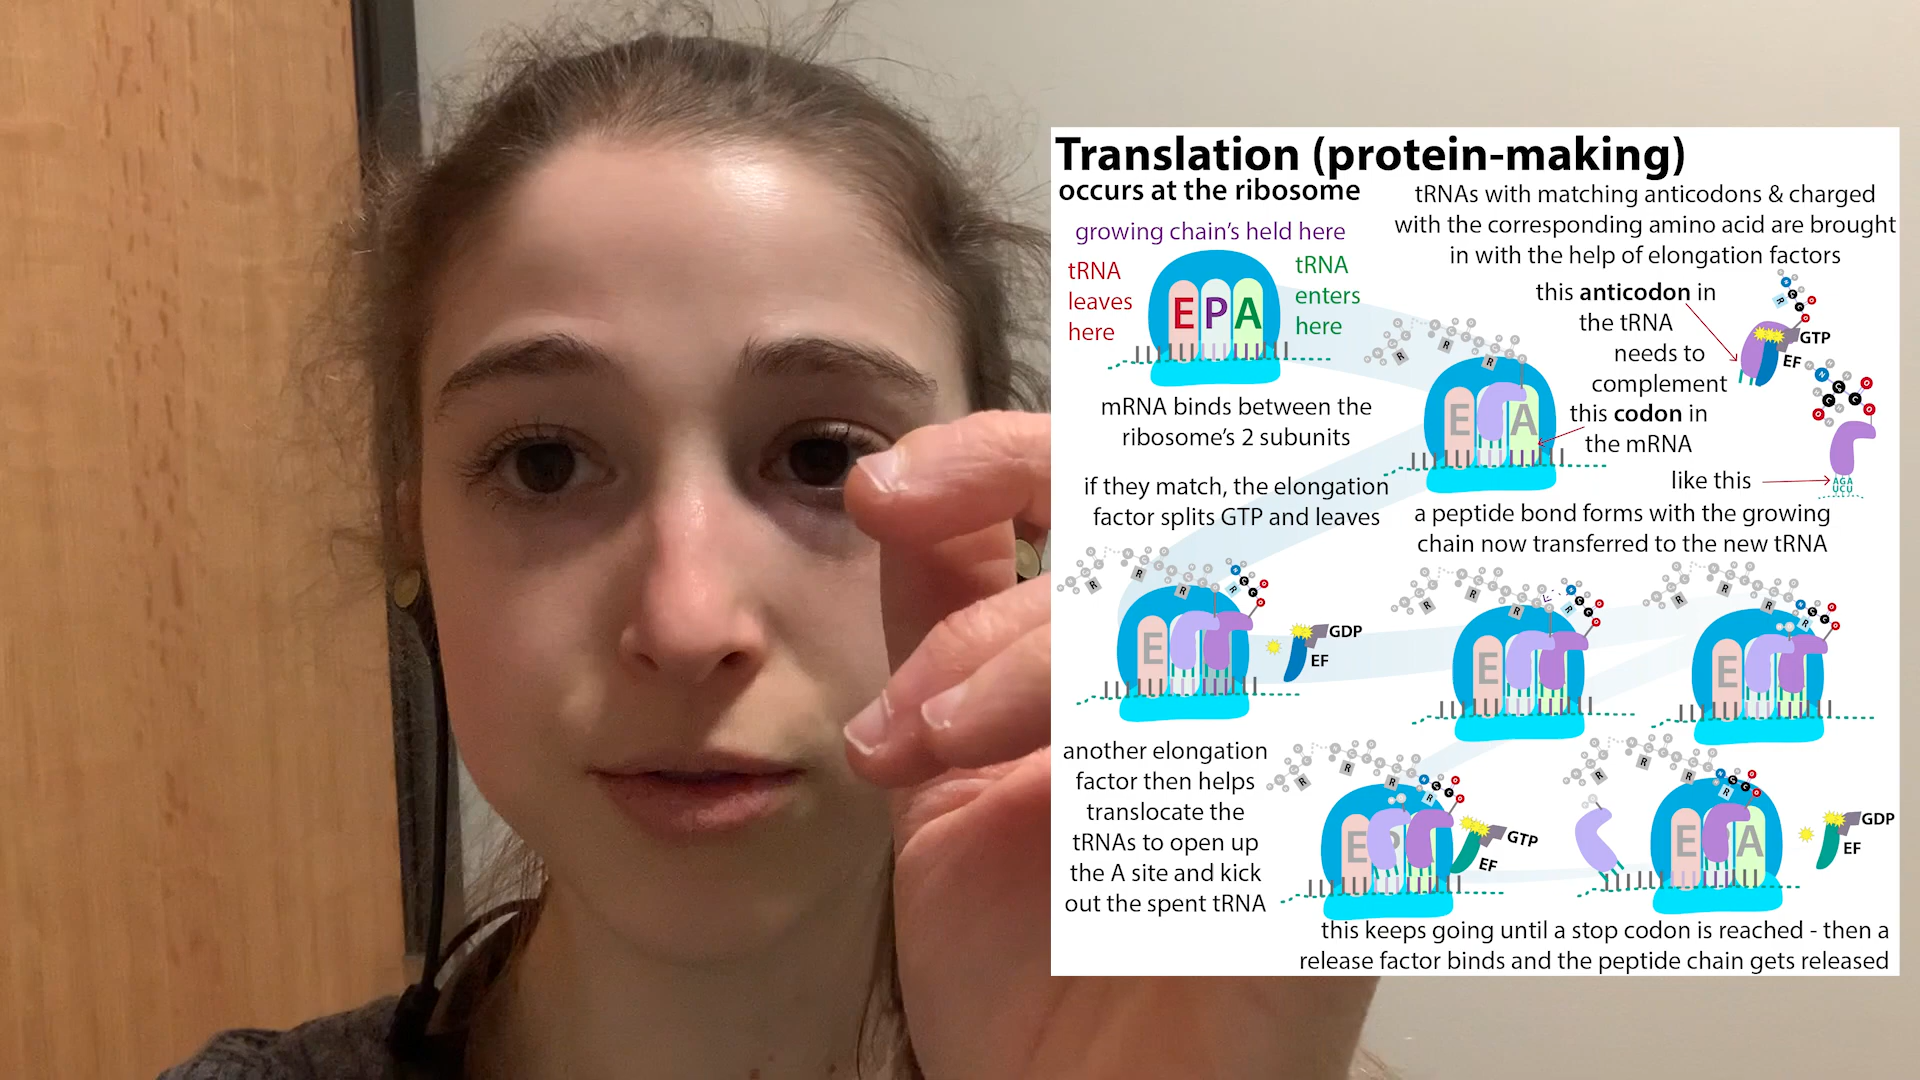 Translation (protein-making)
occurs at the ribosome
growing chain's held here
tRNA
leaves
here
E P A
tRNA
enters
here
mRNA binds between the
ribosome's 2 subunits
tRNAs with matching anticodons & charged
with the corresponding amino acid are brought
in with the help of elongation factors
this anticodon in
the tRNA
needs to
complement
this codon in
the mRNA
like this
GTP
EF
AGA
UCU
R
R
R
E A
if they match, the elongation
factor splits GTP and leaves
R
R
R
R
E
GDP
EF
a peptide bond forms with the growing
chain now transferred to the new tRNA
R
R
R
R
E
R
R
R
R
E
another elongation
factor then helps
translocate the
tRNAs to open up
the A site and kick
out the spent tRNA
R
R
R
R
E P A
GTP
EF
R
R
R
R
E A
GDP
EF
this keeps going until a stop codon is reached - then a
release factor binds and the peptide chain gets released